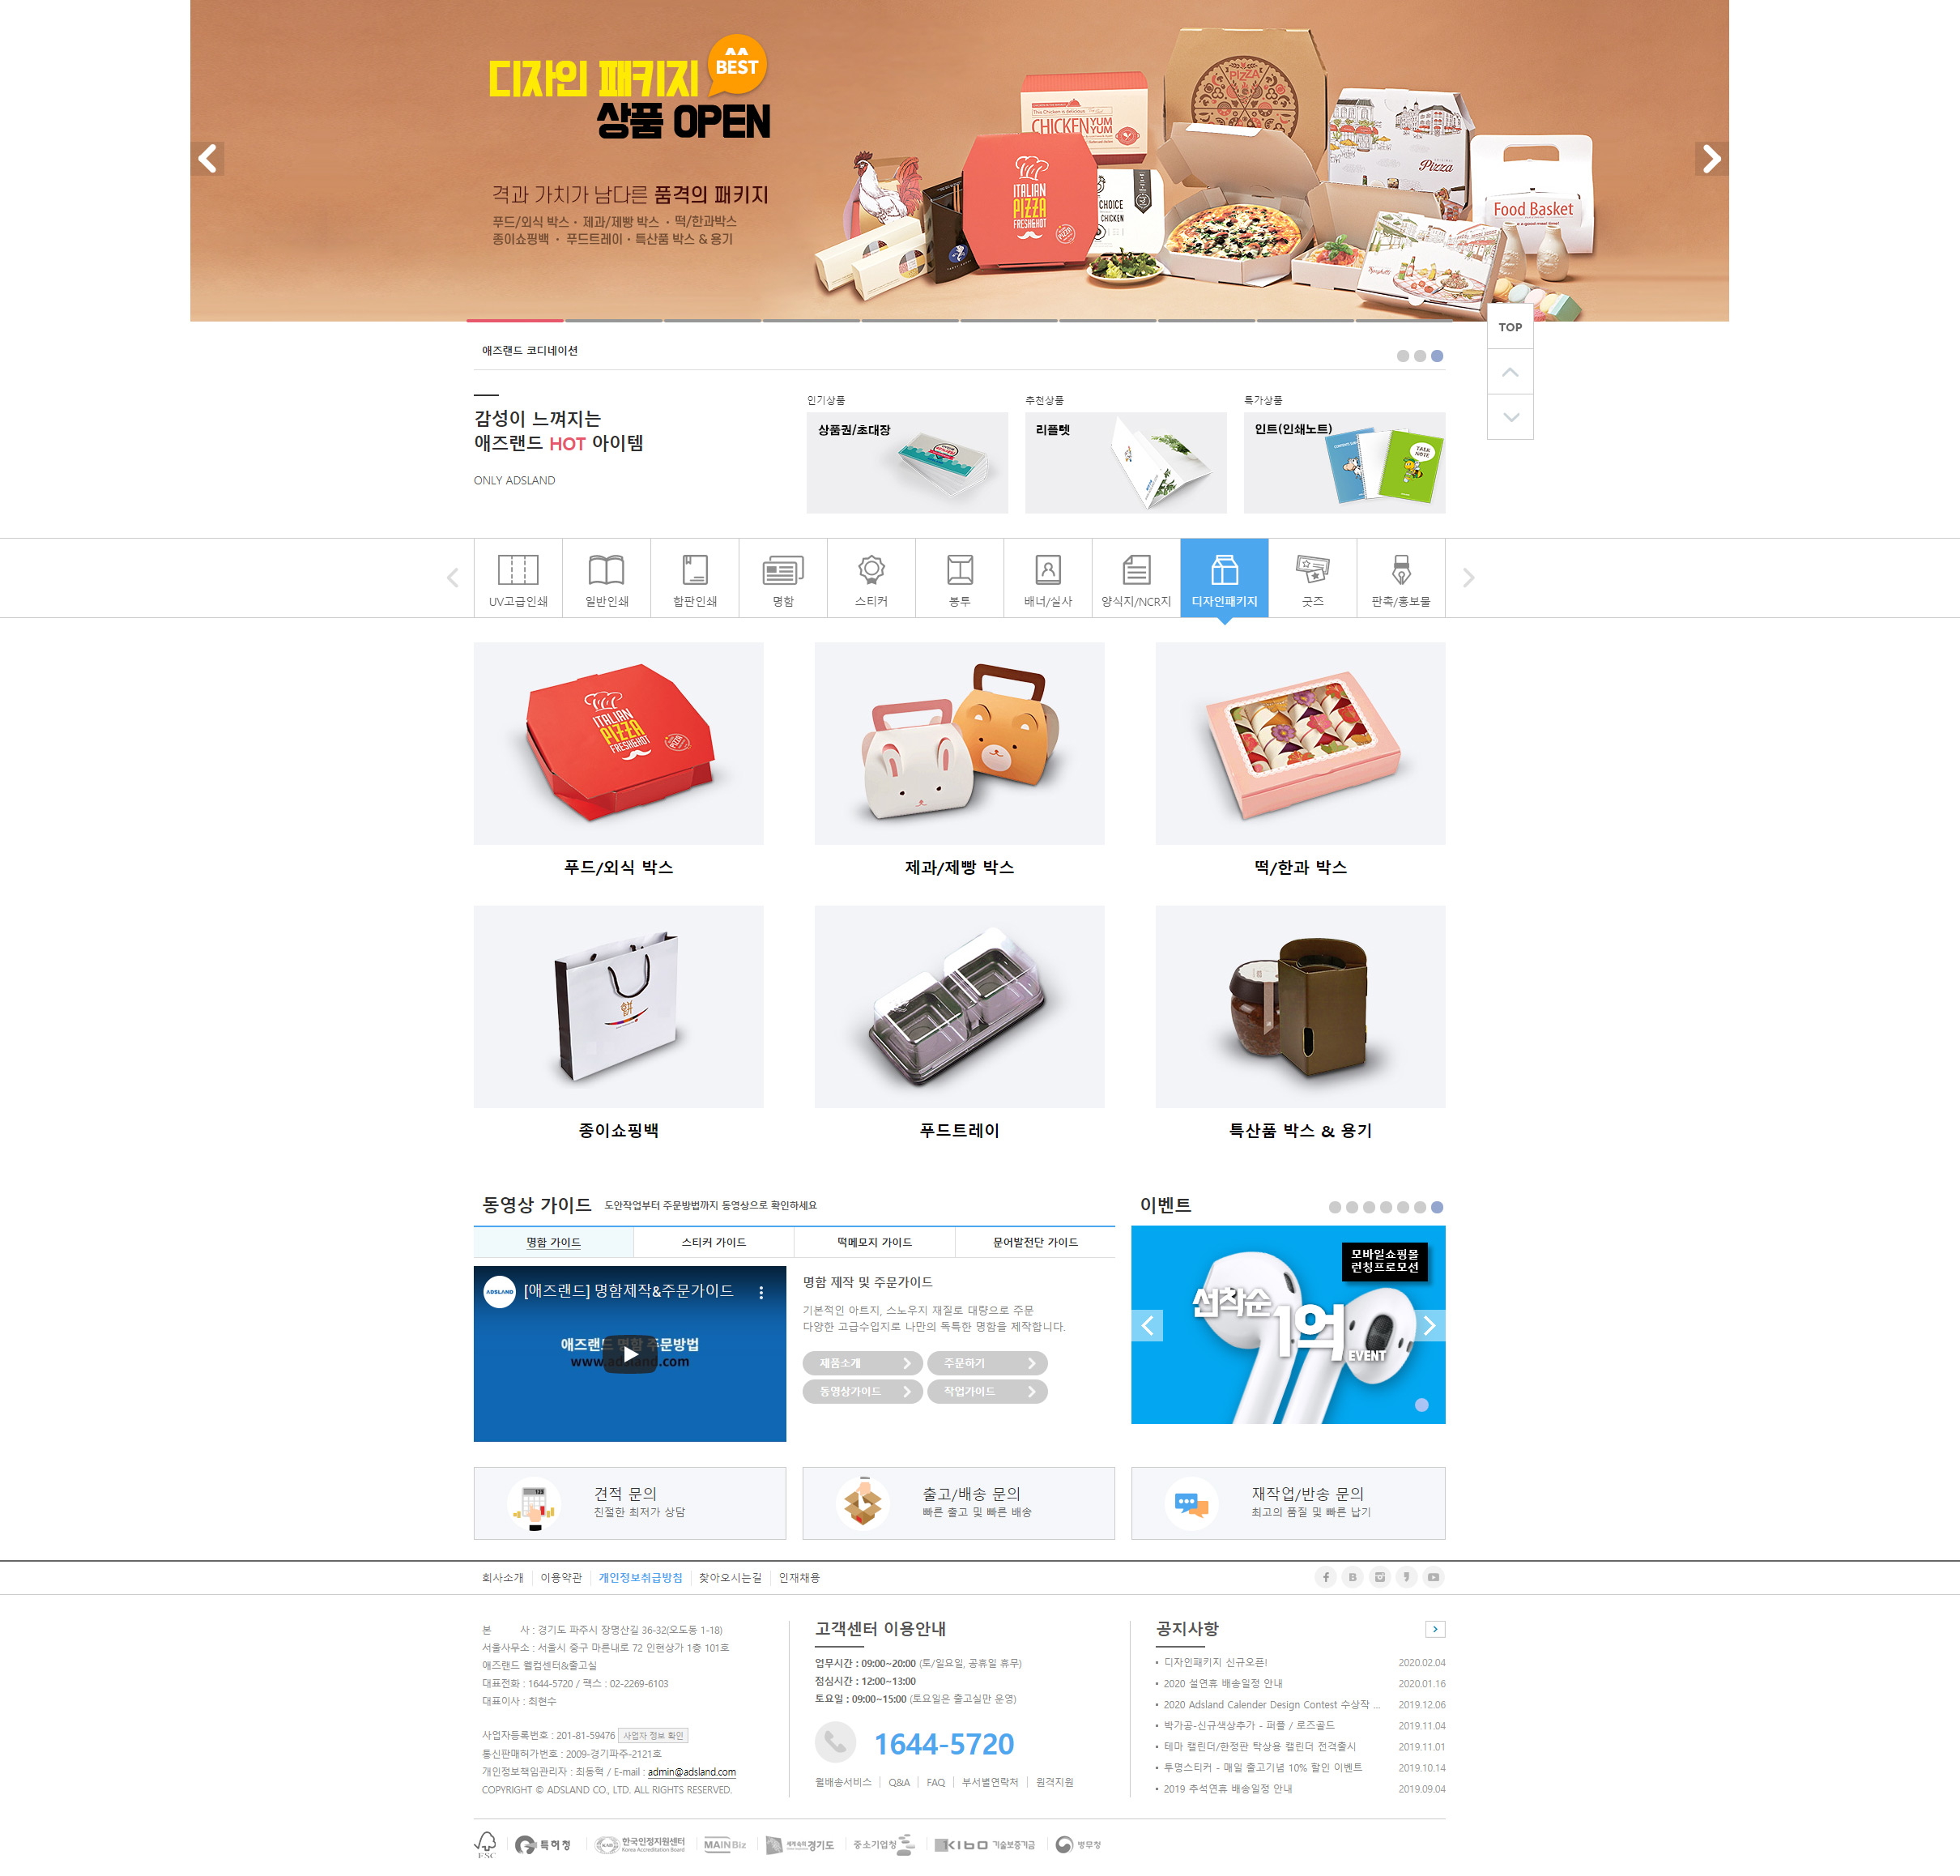 디자인 패키지
BEST
상품 OPEN
격과 가치가 남다른 품격의 패키지
푸드/외식 박스 · 제과/제빵 박스 · 떡/한과박스
종이쇼핑백 · 푸드트레이 · 특산품 박스 & 용기
PIZZA
CHICKEN YUM YUM
ITALIAN
PIZZA
FRESH&HOT
CHOICE
CHICKEN
Pizza
Food Basket
Spaghetti
TOP
애즈랜드 코디네이션
감성이 느껴지는
애즈랜드 HOT 아이템
ONLY ADSLAND
인기상품
추천상품
특가상품
상품권/초대장
리플렛
인트(인쇄노트)
TALK NOTE
UV고급인쇄
일반인쇄
합판인쇄
명함
스티커
봉투
배너/실사
양식지/NCR지
디자인패키지
굿즈
판촉/홍보물
ITALIAN
PIZZA
FRESH&HOT
푸드/외식 박스
제과/제빵 박스
떡/한과 박스
종이쇼핑백
푸드트레이
특산품 박스 & 용기
동영상 가이드
도안작업부터 주문방법까지 동영상으로 확인하세요
이벤트
명함 가이드
스티커 가이드
떡메모지 가이드
문어발전단 가이드
ADSLAND
[애즈랜드] 명함제작&주문가이드
애즈랜드 명함 주문방법
www.adsland.com
명함 제작 및 주문가이드
기본적인 아트지, 스노우지 재질로 대량으로 주문
다양한 고급수입지로 나만의 독특한 명함을 제작합니다.
제품소개
주문하기
동영상가이드
작업가이드
모바일쇼핑몰
런칭프로모션
선착순 1억
EVENT
견적 문의
친절한 최저가 상담
출고/배송 문의
빠른 출고 및 빠른 배송
재작업/반송 문의
최고의 품질 및 빠른 납기
회사소개
이용약관
개인정보취급방침
찾아오시는길
인재채용
본 사 : 경기도 파주시 장명산길 36-32(오도동 1-18)
서울사무소 : 서울시 중구 마른내로 72 인현상가 1층 101호
애즈랜드 웰컴센터&출고실
대표전화 : 1644-5720 / 팩스 : 02-2269-6103
대표이사 : 최현수
사업자등록번호 : 201-81-59476 사업자 정보 확인
통신판매허가번호 : 2009-경기파주-2121호
개인정보책임관리자 : 최동혁 / E-mail : admin@adsland.com
COPYRIGHT © ADSLAND CO., LTD. ALL RIGHTS RESERVED.
고객센터 이용안내
업무시간 : 09:00~20:00 (토/일요일, 공휴일 휴무)
점심시간 : 12:00~13:00
토요일 : 09:00~15:00 (토요일은 출고실만 운영)
1644-5720
월배송서비스
Q&A
FAQ
부서별연락처
원격지원
공지사항
디자인패키지 신규오픈! 2020.02.04
2020 설연휴 배송일정 안내 2020.01.16
2020 Adsland Calender Design Contest 수상작 ... 2019.12.06
박가공-신규색상추가 - 퍼플 / 로즈골드 2019.11.04
테마 캘린더/한정판 탁상용 캘린더 전격출시 2019.11.01
투명스티커 - 매일 출고기념 10% 할인 이벤트 2019.10.14
2019 추석연휴 배송일정 안내 2019.09.04
FSC
특허청
KAB
한국인정지원센터
Korea Accreditation Board
MAINBiz
세계속의 경기도
중소기업청
KIBO 기술보증기금
병무청